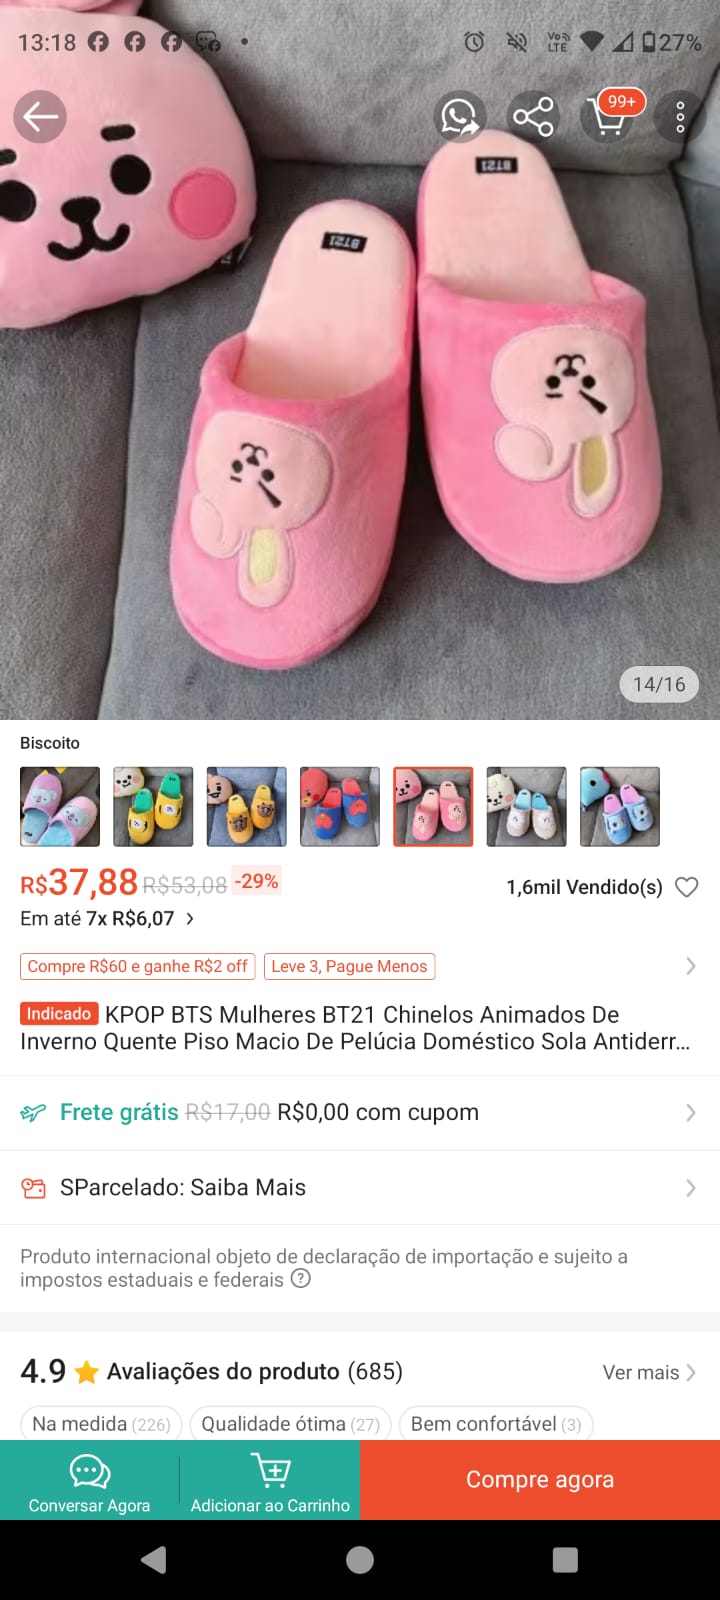 13:18
VoLTE
27%
99+
BT21
BT21
14/16
Biscoito
R$37,88 R$53,08 -29%
1,6mil Vendido(s)
Em até 7x R$6,07
Compre R$60 e ganhe R$2 off
Leve 3, Pague Menos
Indicado KPOP BTS Mulheres BT21 Chinelos Animados De
Inverno Quente Piso Macio De Pelúcia Doméstico Sola Antiderr...
Frete grátis R$17,00 R$0,00 com cupom
SParcelado: Saiba Mais
Produto internacional objeto de declaração de importação e sujeito a
impostos estaduais e federais
4.9 Avaliações do produto (685)
Ver mais
Na medida (226)
Qualidade ótima (27)
Bem confortável (3)
Conversar Agora
Adicionar ao Carrinho
Compre agora